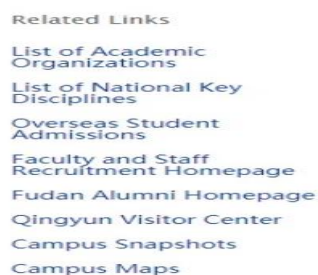 Related Links
List of Academic
Organizations
List of National Key
Disciplines
Overseas Student
Admissions
Faculty and Staff
Recruitment Homepage
Fudan Alumni Homepage
Qingyun Visitor Center
Campus Snapshots
Campus Maps